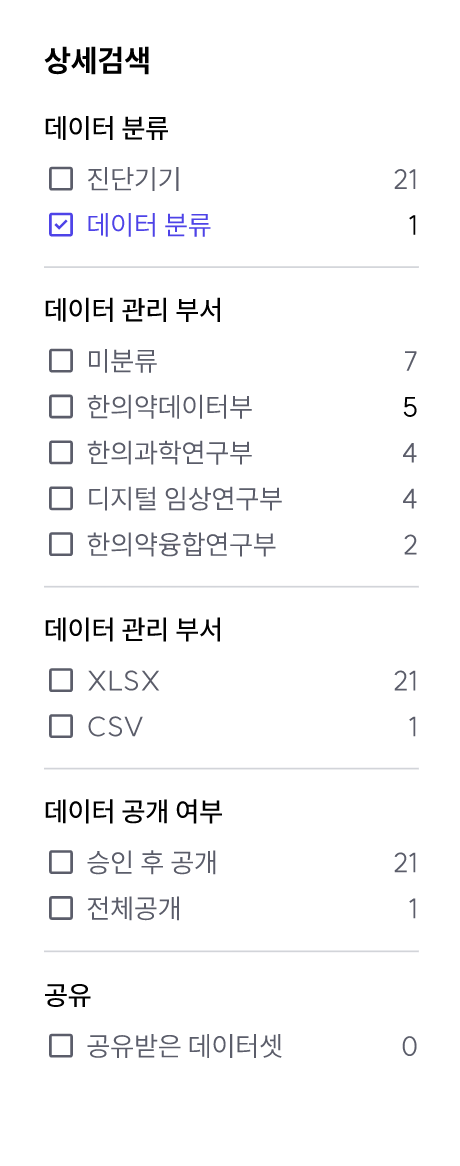 상세검색
데이터 분류
진단기기 21
데이터 분류 1
데이터 관리 부서
미분류 7
한의약데이터부 5
한의과학연구부 4
디지털 임상연구부 4
한의약융합연구부 2
데이터 관리 부서
XLSX 21
CSV 1
데이터 공개 여부
승인 후 공개 21
전체공개 1
공유
공유받은 데이터셋 0